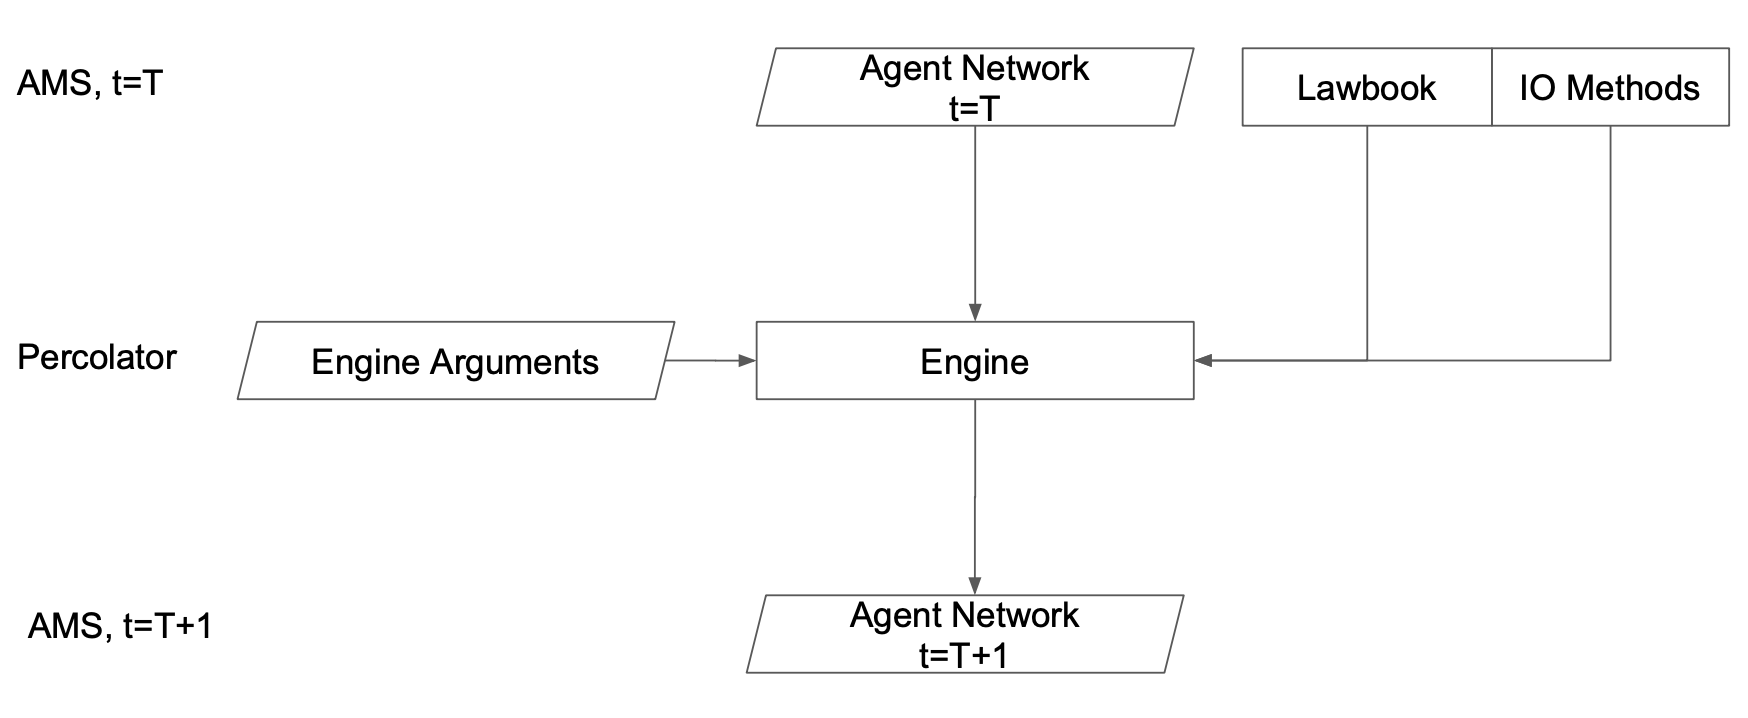 AMS, t=T
Agent Network
t=T
Lawbook
IO Methods
Percolator
Engine Arguments
Engine
AMS, t=T+1
Agent Network
t=T+1